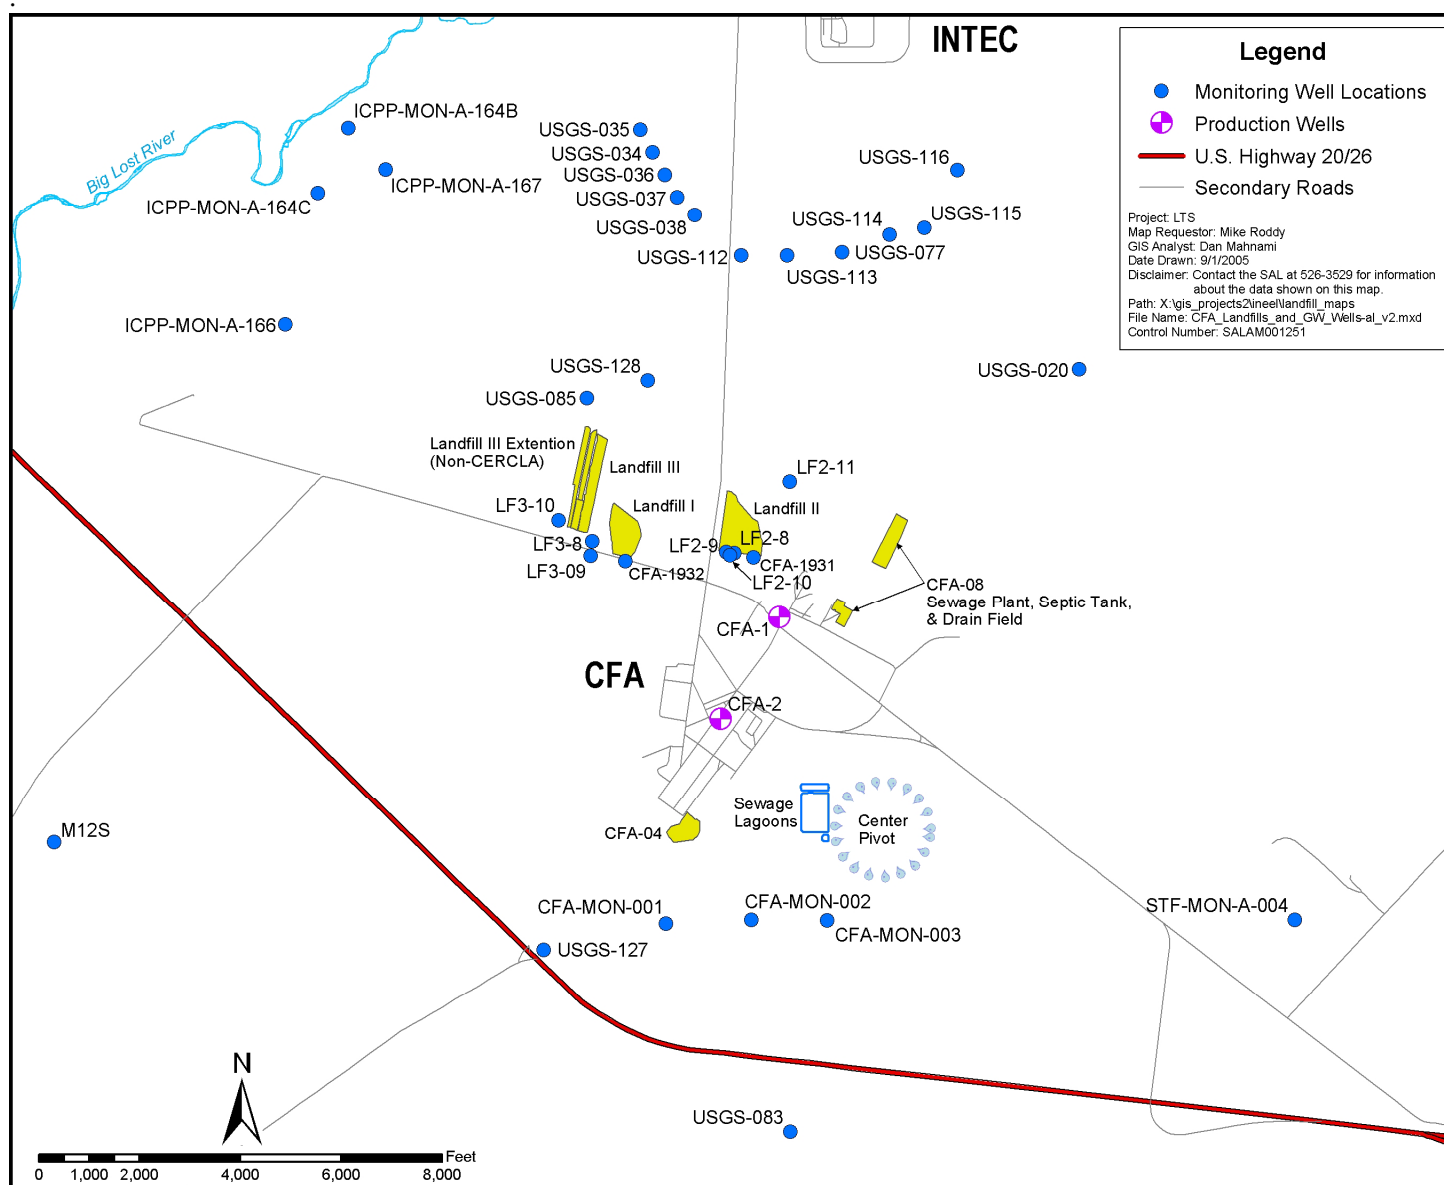 INTEC
Legend
Monitoring Well Locations
Production Wells
U.S. Highway 20/26
Secondary Roads
Project: LTS
Map Requestor: Mike Roddy
GIS Analyst: Dan Mahnami
Date Drawn: 9/1/2005
Disclaimer: Contact the SAL at 526-3529 for information
about the data shown on this map.
Path: X:\gis_projects2\ineel\landfill_maps
File Name: CFA_Landfills_and_GW_Wells-al_v2.mxd
Control Number: SALAM001251
Big Lost River
ICPP-MON-A-164B
ICPP-MON-A-167
ICPP-MON-A-164C
USGS-035
USGS-034
USGS-036
USGS-037
USGS-038
USGS-116
USGS-115
USGS-114
USGS-077
USGS-112
USGS-113
ICPP-MON-A-166
USGS-128
USGS-085
USGS-020
Landfill III Extention
(Non-CERCLA)
Landfill III
LF2-11
LF3-10
Landfill I
Landfill II
LF3-8
LF3-09
CFA-1932
LF2-9
LF2-8
CFA-1931
LF2-10
CFA-08
Sewage Plant, Septic Tank,
& Drain Field
CFA-1
CFA
CFA-2
Sewage
Lagoons
Center
Pivot
CFA-04
M12S
CFA-MON-001
CFA-MON-002
CFA-MON-003
STF-MON-A-004
USGS-127
USGS-083
N
Feet
0 1,000 2,000 4,000 6,000 8,000